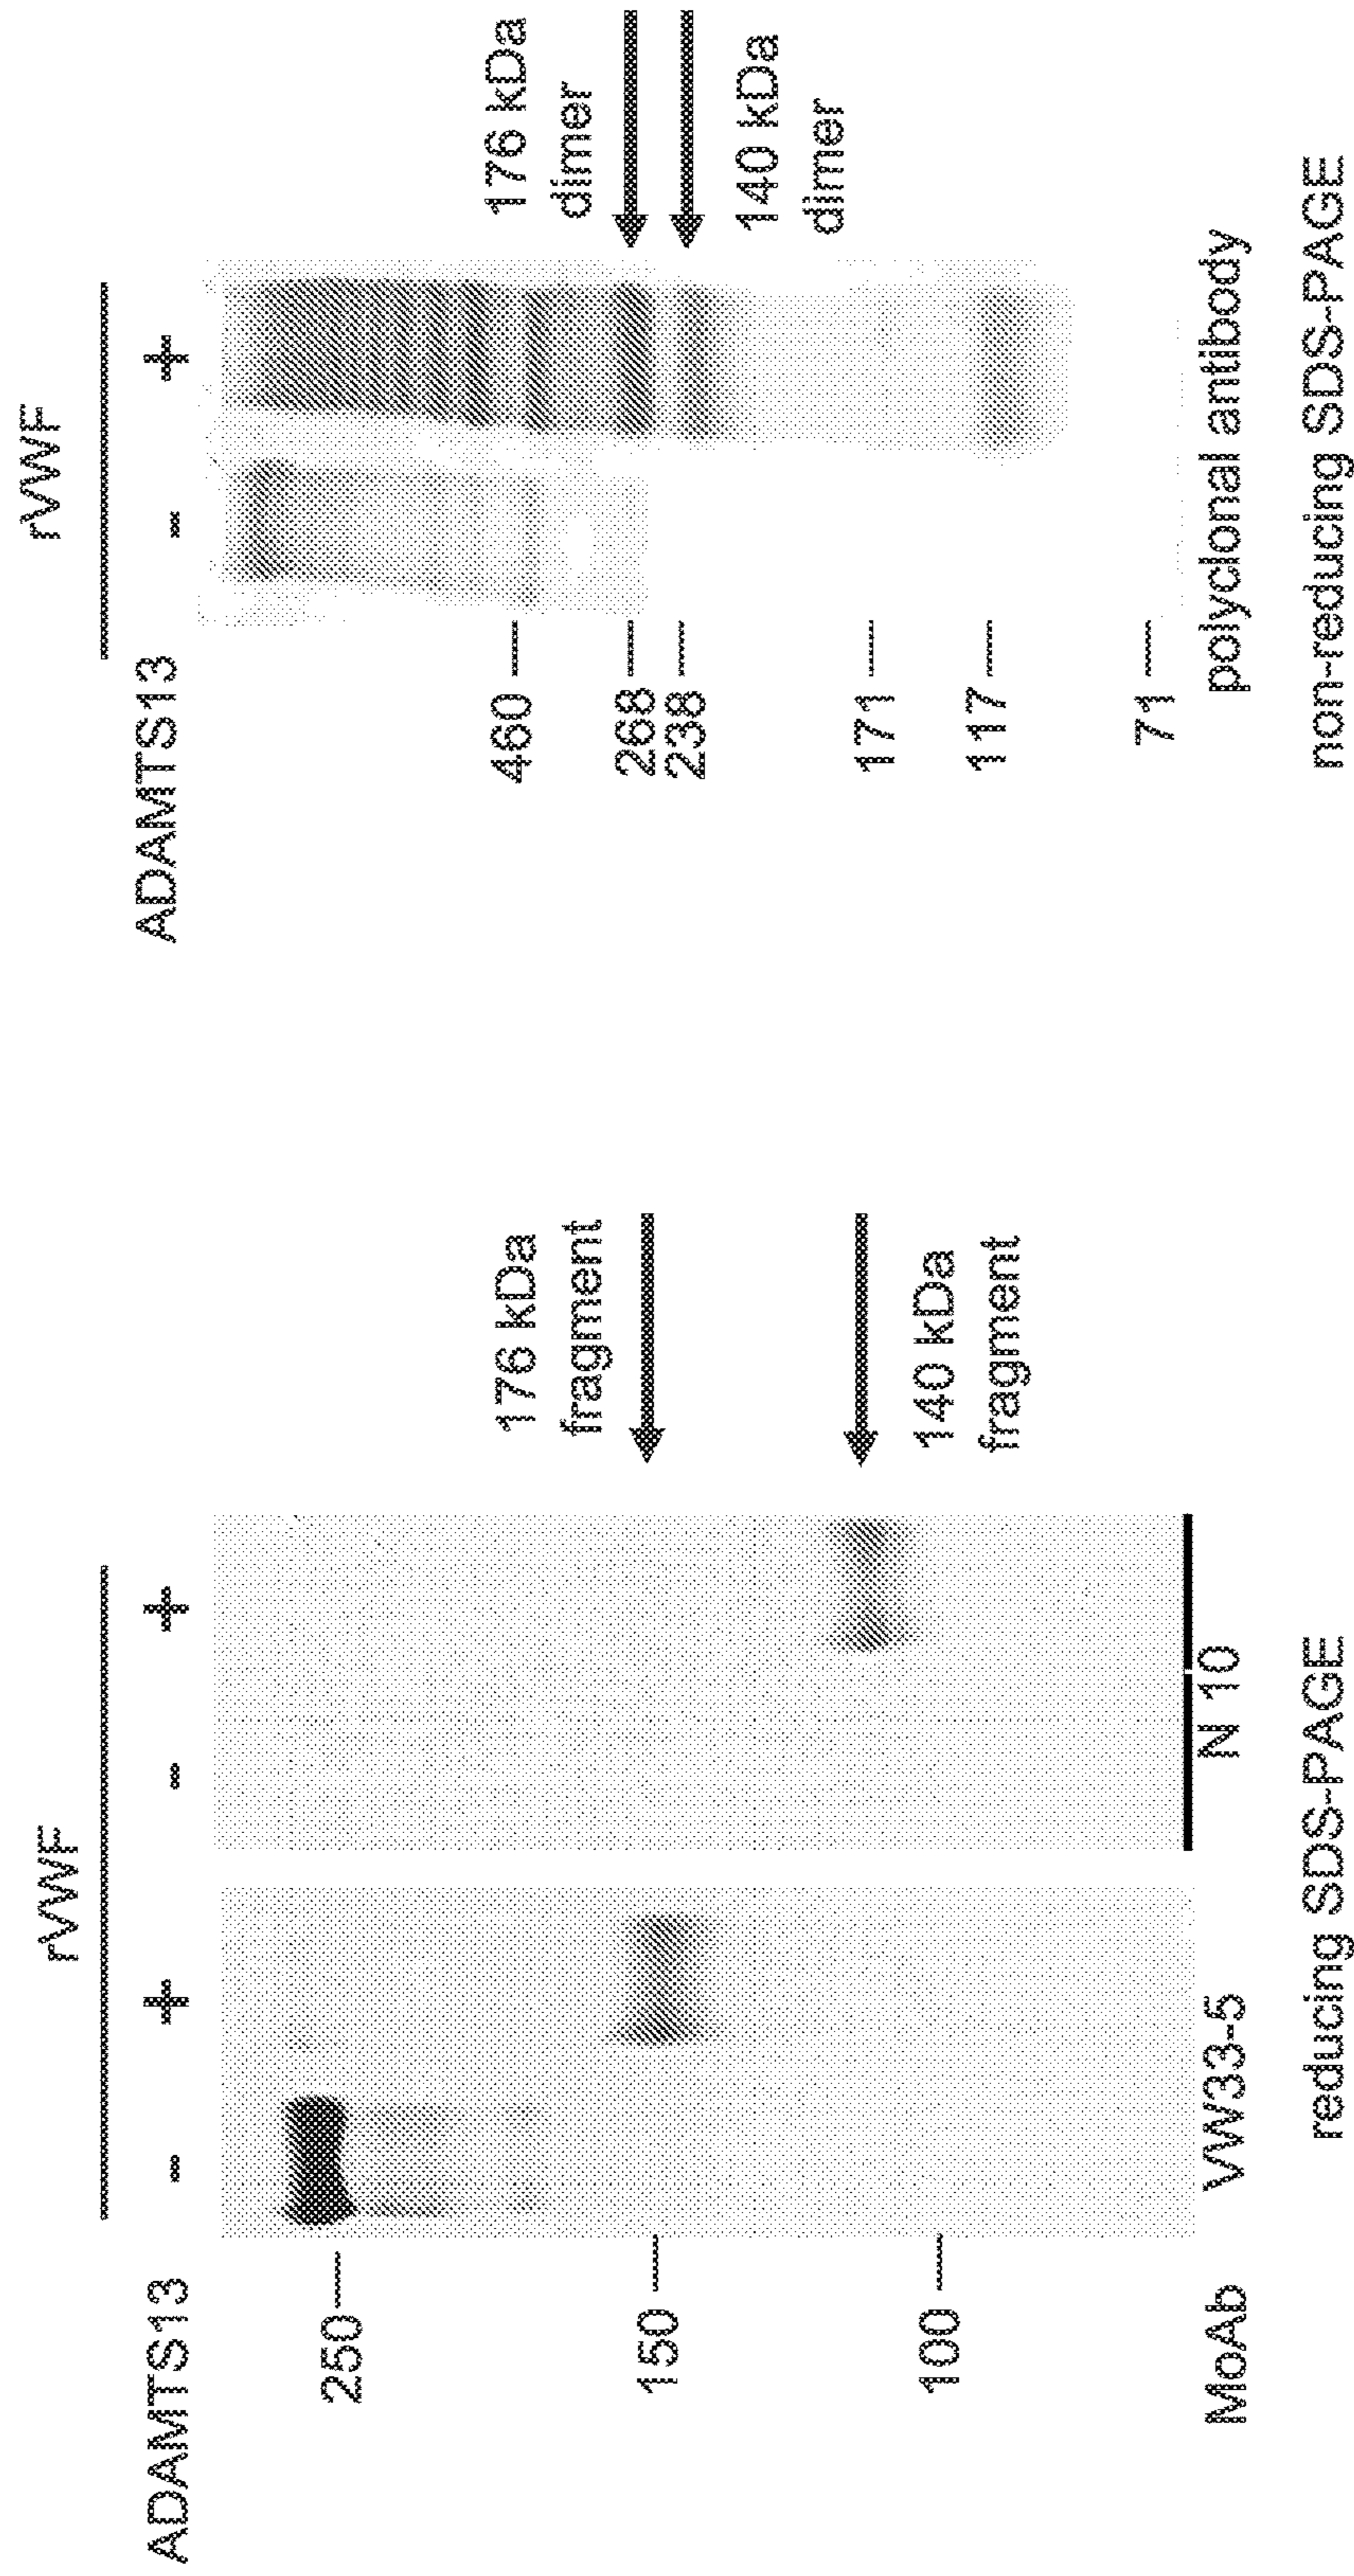 rVWF
ADAMTS13 - +
- +
250
150
100
176 kDa
fragment
140 kDa
fragment
MoAb VW33-5 N 10
reducing SDS-PAGE
rVWF
ADAMTS13 - +
460
268
238
171
117
71
176 kDa
dimer
140 kDa
dimer
polyclonal antibody
non-reducing SDS-PAGE